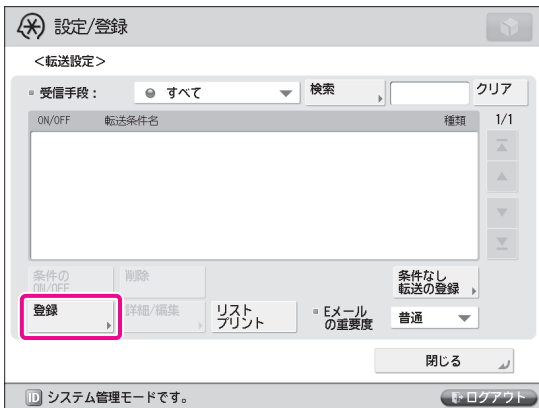 設定/登録
<転送設定>
受信手段：
すべて
検索
クリア
ON/OFF 転送条件名 種類 1/1
条件の
ON/OFF
削除
条件なし
転送の登録
登録
詳細/編集
リスト
プリント
Eメール
の重要度
普通
閉じる
ID システム管理モードです。
ログアウト